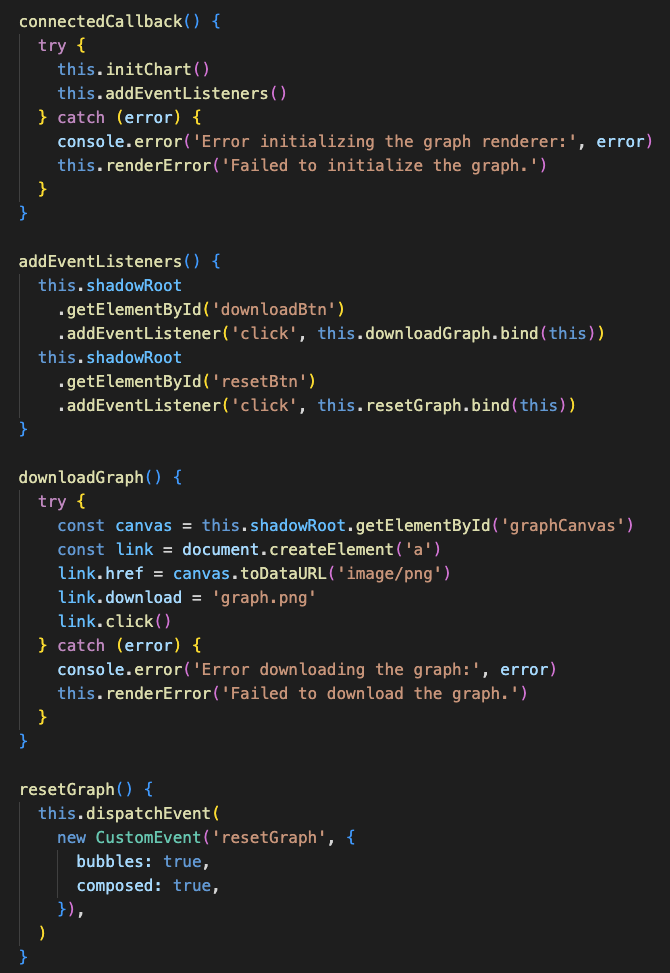 connectedCallback() {
  try {
    this.initChart()
    this.addEventListeners()
  } catch (error) {
    console.error('Error initializing the graph renderer:', error)
    this.renderError('Failed to initialize the graph.')
  }
}

addEventListeners() {
  this.shadowRoot
    .getElementById('downloadBtn')
    .addEventListener('click', this.downloadGraph.bind(this))
  this.shadowRoot
    .getElementById('resetBtn')
    .addEventListener('click', this.resetGraph.bind(this))
}

downloadGraph() {
  try {
    const canvas = this.shadowRoot.getElementById('graphCanvas')
    const link = document.createElement('a')
    link.href = canvas.toDataURL('image/png')
    link.download = 'graph.png'
    link.click()
  } catch (error) {
    console.error('Error downloading the graph:', error)
    this.renderError('Failed to download the graph.')
  }
}

resetGraph() {
  this.dispatchEvent(
    new CustomEvent('resetGraph', {
      bubbles: true,
      composed: true,
    }),
  )
}